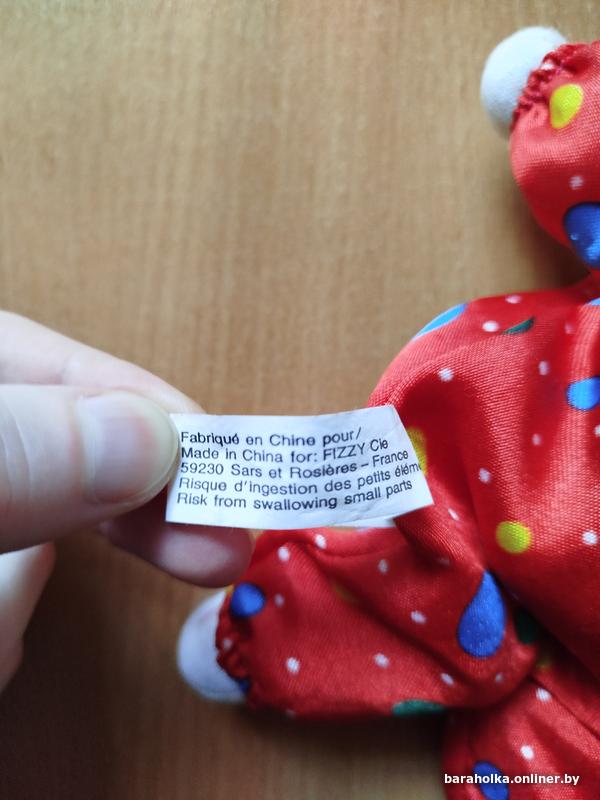 Fabriqué en Chine pour/
Made in China for: FIZZY Cie
59230 Sars et Rosières – France
Risque d'ingestion des petits élém
Risk from swallowing small parts
baraholka.onliner.by